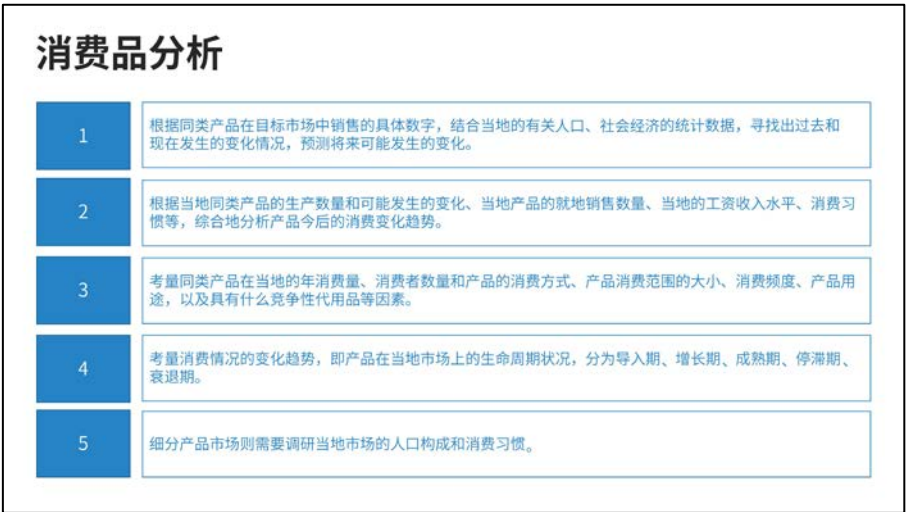 消费品分析
1
根据同类产品在目标市场中销售的具体数字，结合当地的有关人口、社会经济的统计数据，寻找出过去和
现在发生的变化情况，预测将来可能发生的变化。
2
根据当地同类产品的生产数量和可能发生的变化、当地产品的就地销售数量、当地的工资收入水平、消费习
惯等，综合地分析产品今后的消费变化趋势。
3
考量同类产品在当地的年消费量、消费者数量和产品的消费方式、产品消费范围的大小、消费频度、产品用
途，以及具有什么竞争性代用品等因素。
4
考量消费情况的变化趋势，即产品在当地市场上的生命周期状况，分为导入期、增长期、成熟期、停滞期、
衰退期。
5
细分产品市场则需要调研当地市场的人口构成和消费习惯。